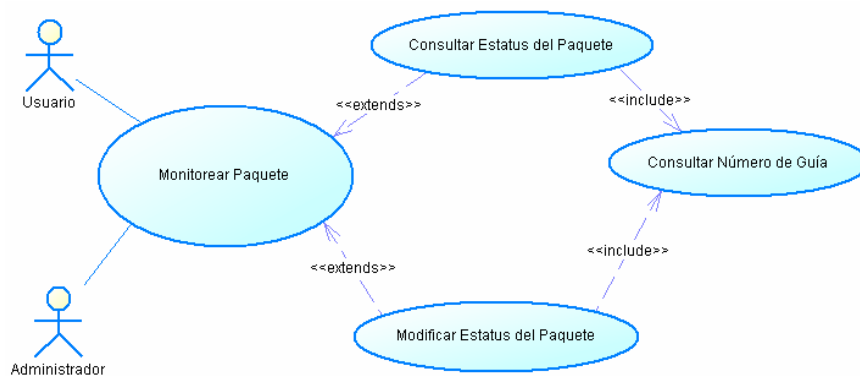 Consultar Estatus del Paquete
Usuario
<<extends>>
<<include>>
Monitorear Paquete
Consultar Número de Guía
<<extends>>
<<include>>
Modificar Estatus del Paquete
Administrador